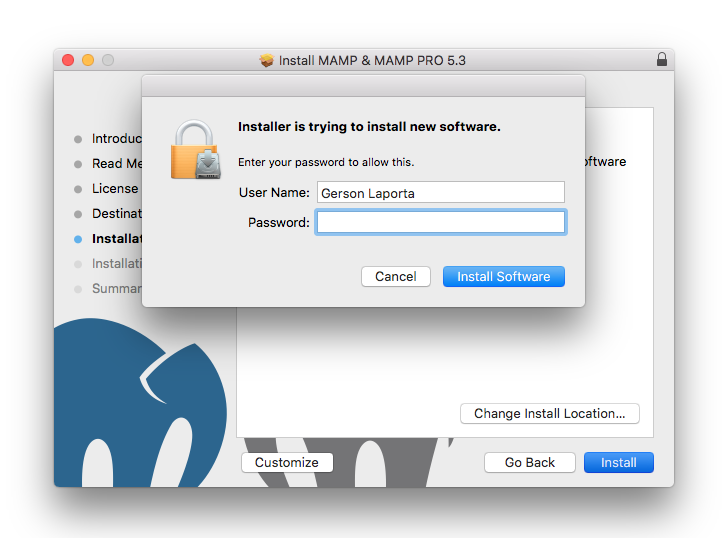 Install MAMP & MAMP PRO 5.3
Installer is trying to install new software.
Enter your password to allow this.
User Name: Gerson Laporta
Password:
Cancel
Install Software
Introduc
Read Me
License
Destinat
Installat
Installati
Summar
ftware
Change Install Location...
Customize
Go Back
Install